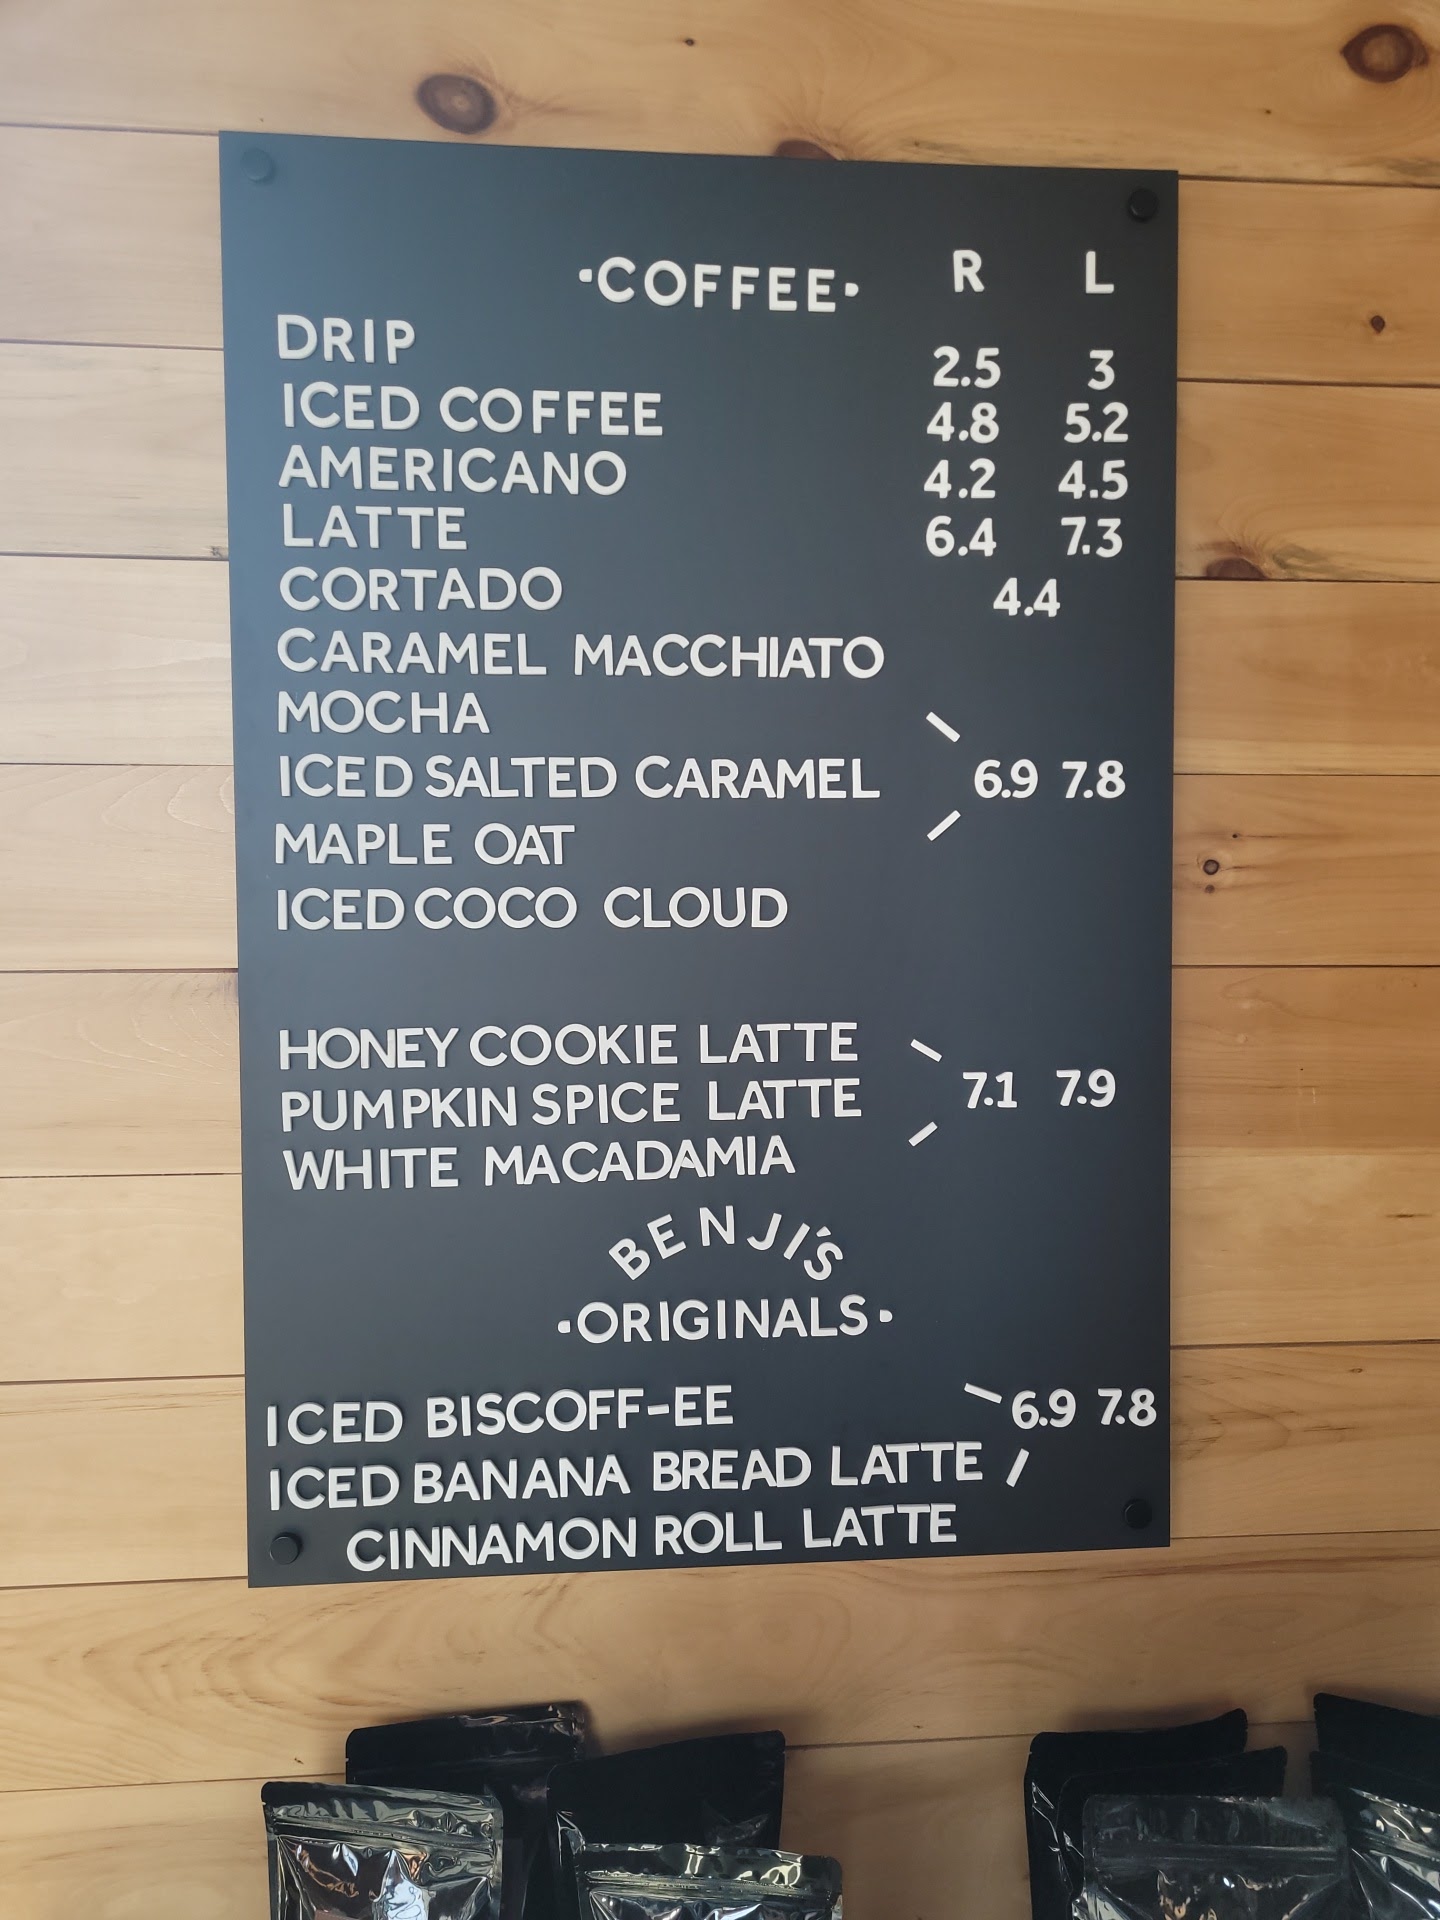 ·COFFEE· R L
DRIP 2.5 3
ICED COFFEE 4.8 5.2
AMERICANO 4.2 4.5
LATTE 6.4 7.3
CORTADO 4.4
CARAMEL MACCHIATO
MOCHA
ICED SALTED CARAMEL 6.9 7.8
MAPLE OAT
ICED COCO CLOUD
HONEY COOKIE LATTE
PUMPKIN SPICE LATTE 7.1 7.9
WHITE MACADAMIA
BENJI'S
·ORIGINALS·
ICED BISCOFF-EE 6.9 7.8
ICED BANANA BREAD LATTE
CINNAMON ROLL LATTE